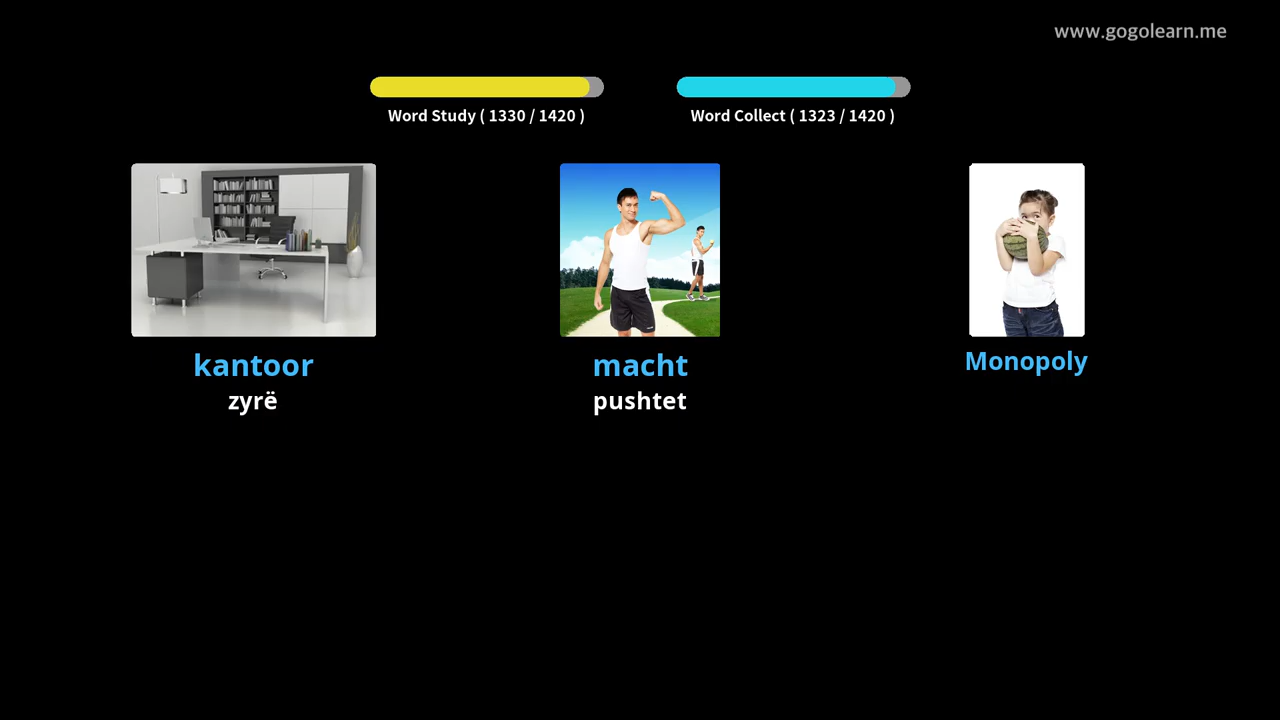 www.gogolearn.me
Word Study ( 1330 / 1420 )
Word Collect ( 1323 / 1420 )
kantoor
zyrë
macht
pushtet
Monopoly